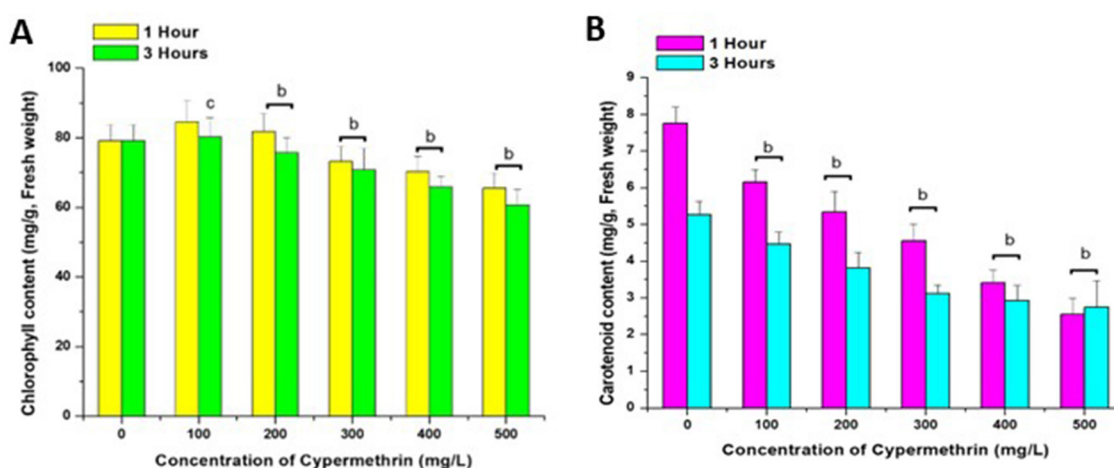 A
1 Hour
3 Hours
Chlorophyll content (mg/g, Fresh weight)
100
80
60
40
20
0
c
b
b
b
b
0 100 200 300 400 500
Concentration of Cypermethrin (mg/L)
B
1 Hour
3 Hours
Carotenoid content (mg/g, Fresh weight)
9
8
7
6
5
4
3
2
1
0
b
b
b
b
b
0 100 200 300 400 500
Concentration of Cypermethrin (mg/L)